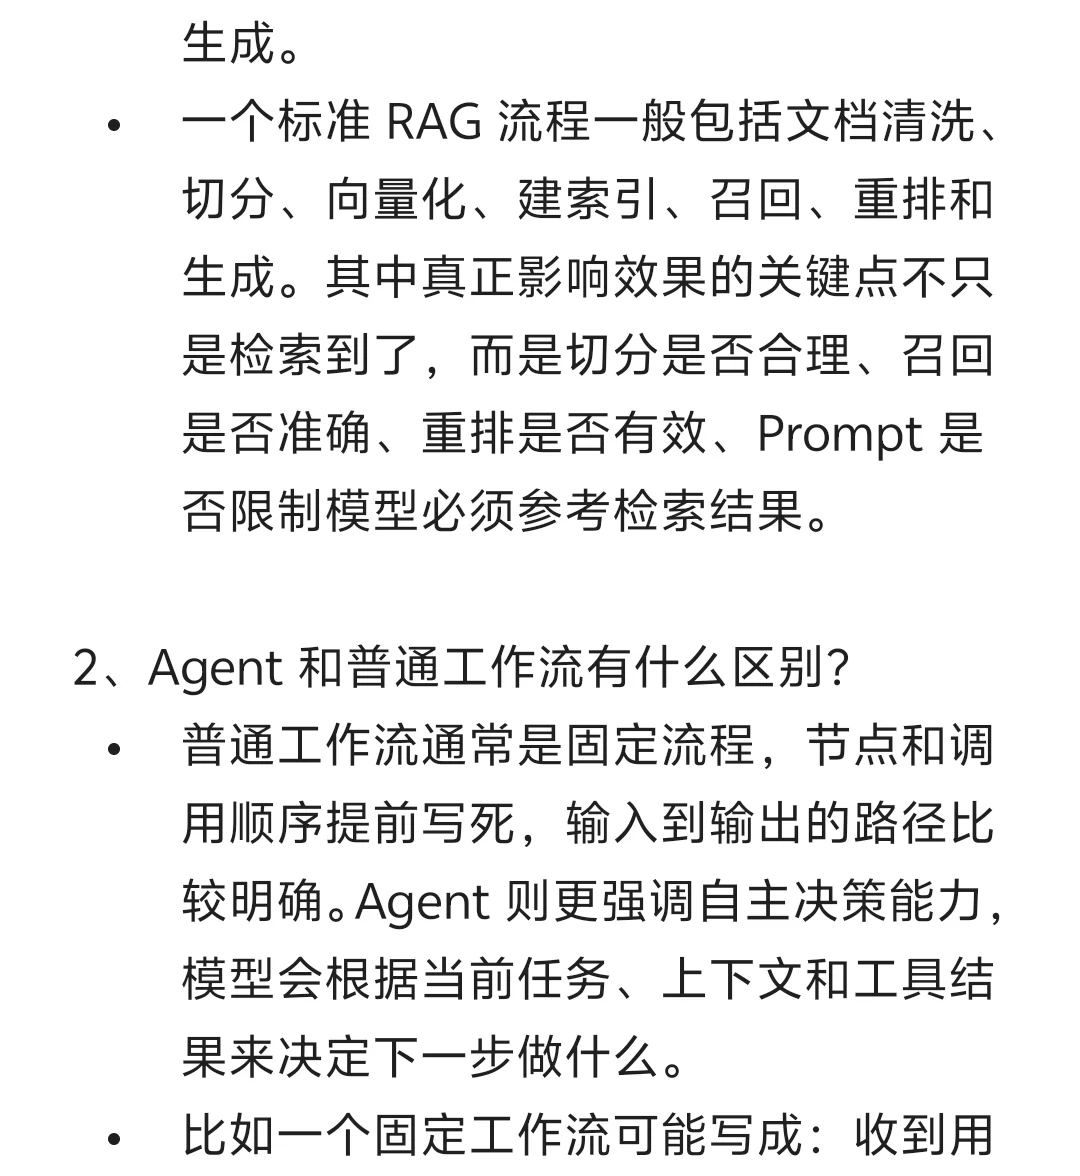 生成。
• 一个标准 RAG 流程一般包括文档清洗、
切分、向量化、建索引、召回、重排和
生成。其中真正影响效果的关键点不只
是检索到了，而是切分是否合理、召回
是否准确、重排是否有效、Prompt 是
否限制模型必须参考检索结果。
2、Agent 和普通工作流有什么区别？
• 普通工作流通常是固定流程，节点和调
用顺序提前写死，输入到输出的路径比
较明确。Agent 则更强调自主决策能力，
模型会根据当前任务、上下文和工具结
果来决定下一步做什么。
• 比如一个固定工作流可能写成：收到用